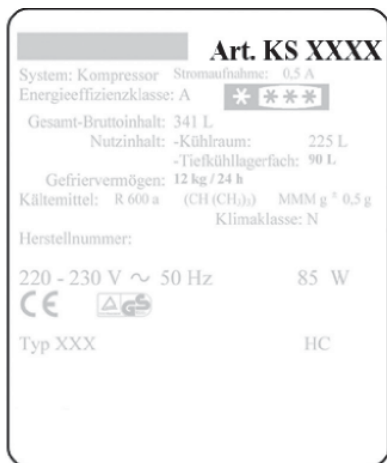 Art. KS XXXX
System: Kompressor Stromaufnahme: 0,5 A
Energieeffizienzklasse: A
Gesamt-Bruttoinhalt: 341 L
Nutzinhalt: -Kühlraum: 225 L
-Tiefkühllagerfach: 90 L
Gefriervermögen: 12 kg / 24 h
Kältemittel: R 600 a (CH (CH₃)₃) MMM g ± 0,5 g
Klimaklasse: N
Herstellnummer:
220 - 230 V ~ 50 Hz 85 W
CE GS
Typ XXX HC